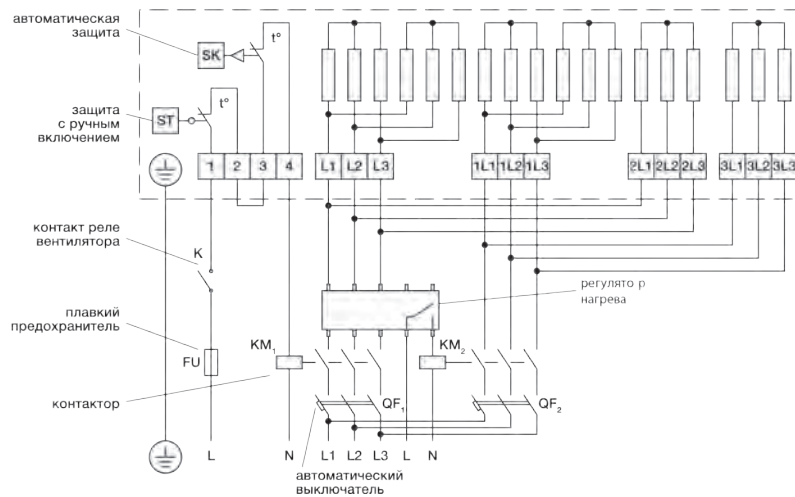 автоматическая
защита
SK
t°
защита
с ручным
включением
ST
t°
1 2 3 4
L1 L2 L3
1L1 1L2 1L3
2L1 2L2 2L3
3L1 3L2 3L3
контакт реле
вентилятора
K
регулято р
нагрева
плавкий
предохранитель
FU
KM1
KM2
контактор
QF1
QF2
L N L1 L2 L3 L N
автоматический
выключатель